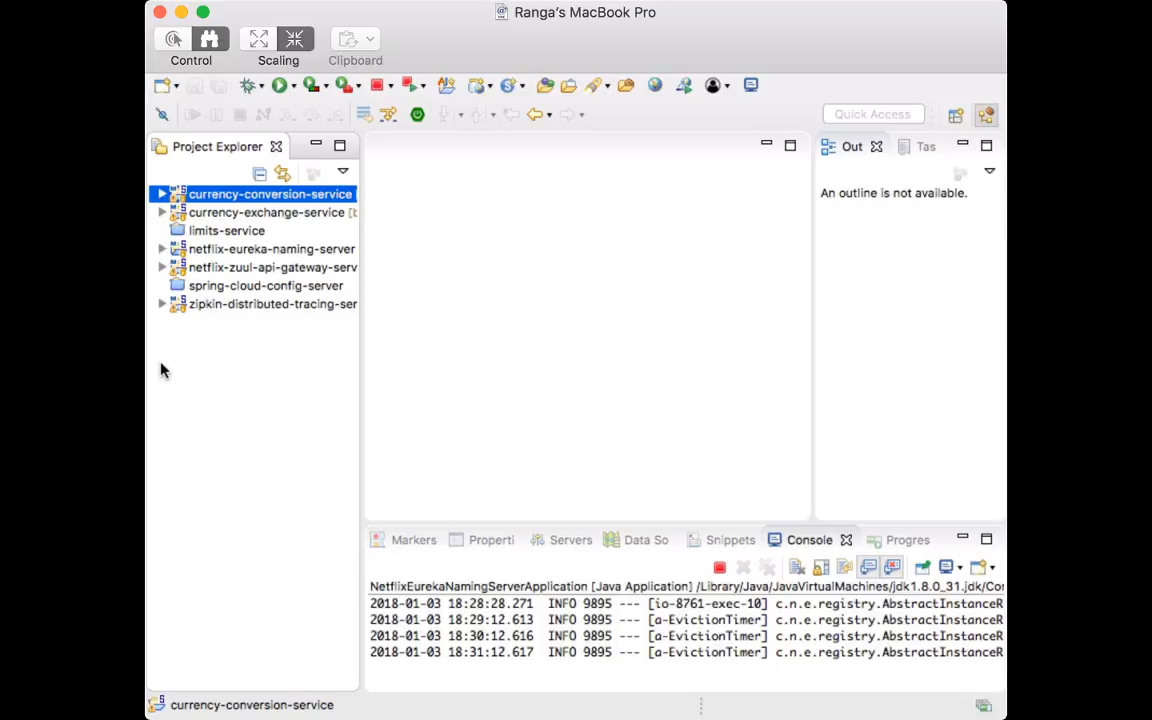 Ranga's MacBook Pro
Control
Scaling
Clipboard
Quick Access
Project Explorer
Out
Tas
currency-conversion-service
An outline is not available.
currency-exchange-service [t
limits-service
netflix-eureka-naming-server
netflix-zuul-api-gateway-serv
spring-cloud-config-server
zipkin-distributed-tracing-ser
Markers
Properti
Servers
Data So
Snippets
Console
Progres
NetflixEurekaNamingServerApplication [Java Application] /Library/Java/JavaVirtualMachines/jdk1.8.0_31.jdk/Co
2018-01-03 18:28:28.271 INFO 9895 --- [io-8761-exec-10] c.n.e.registry.AbstractInstanceR
2018-01-03 18:29:12.613 INFO 9895 --- [a-EvictionTimer] c.n.e.registry.AbstractInstanceR
2018-01-03 18:30:12.616 INFO 9895 --- [a-EvictionTimer] c.n.e.registry.AbstractInstanceR
2018-01-03 18:31:12.617 INFO 9895 --- [a-EvictionTimer] c.n.e.registry.AbstractInstanceR
currency-conversion-service